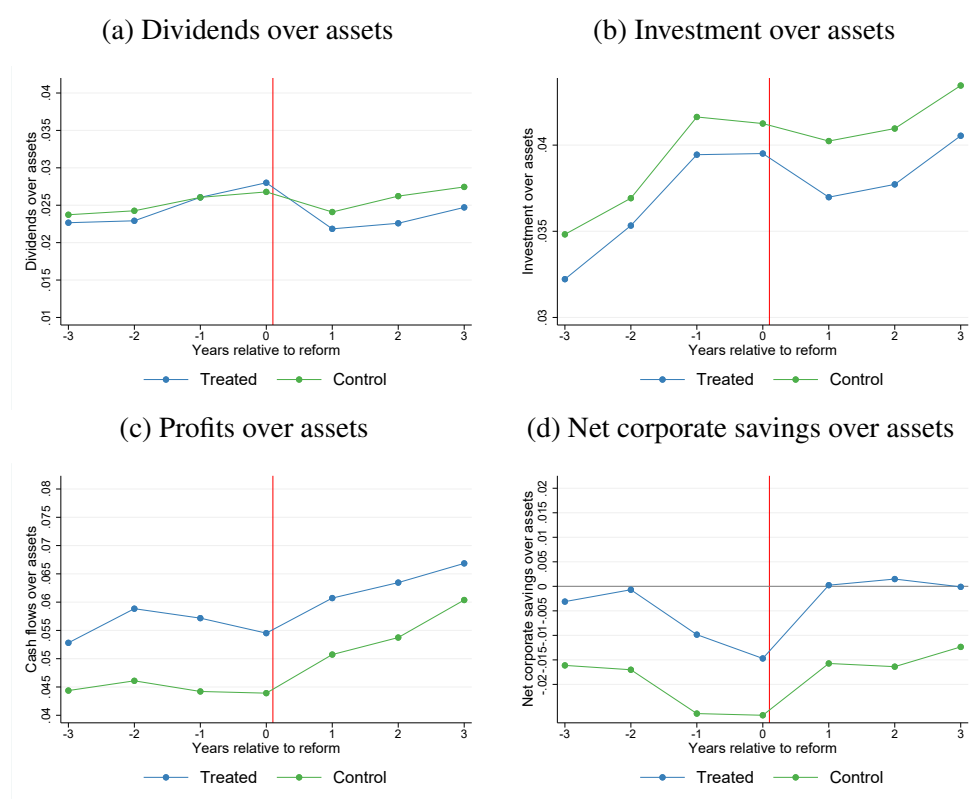 (a) Dividends over assets
Dividends over assets
.04
.035
.03
.025
.02
.015
.01
-3 -2 -1 0 1 2 3
Years relative to reform
Treated Control
(b) Investment over assets
Investment over assets
.04
.035
.03
-3 -2 -1 0 1 2 3
Years relative to reform
Treated Control
(c) Profits over assets
Cash flows over assets
.08
.075
.07
.065
.06
.055
.05
.045
.04
-3 -2 -1 0 1 2 3
Years relative to reform
Treated Control
(d) Net corporate savings over assets
Net corporate savings over assets
.02
.015
.01
.005
0
-.005
-.01
-.015
-.02
-3 -2 -1 0 1 2 3
Years relative to reform
Treated Control